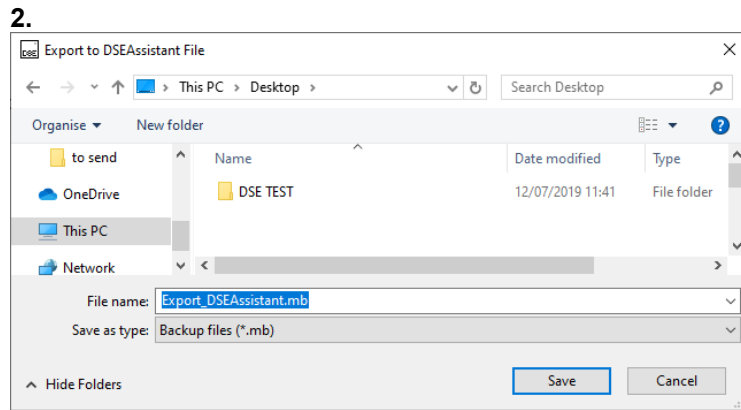 2.
DSE Export to DSEAssistant File
This PC > Desktop >
Search Desktop
Organise
New folder
Name
Date modified
Type
to send
DSE TEST
12/07/2019 11:41
File folder
OneDrive
This PC
Network
File name: Export_DSEAssistant.mb
Save as type: Backup files (*.mb)
Hide Folders
Save
Cancel